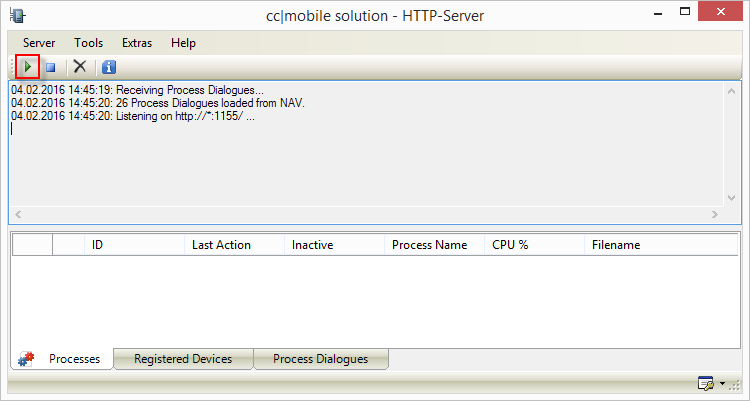 cc|mobile solution - HTTP-Server
Server Tools Extras Help
04.02.2016 14:45:19: Receiving Process Dialogues...
04.02.2016 14:45:20: 26 Process Dialogues loaded from NAV.
04.02.2016 14:45:20: Listening on http://*:1155/ ...
ID Last Action Inactive Process Name CPU % Filename
Processes Registered Devices Process Dialogues